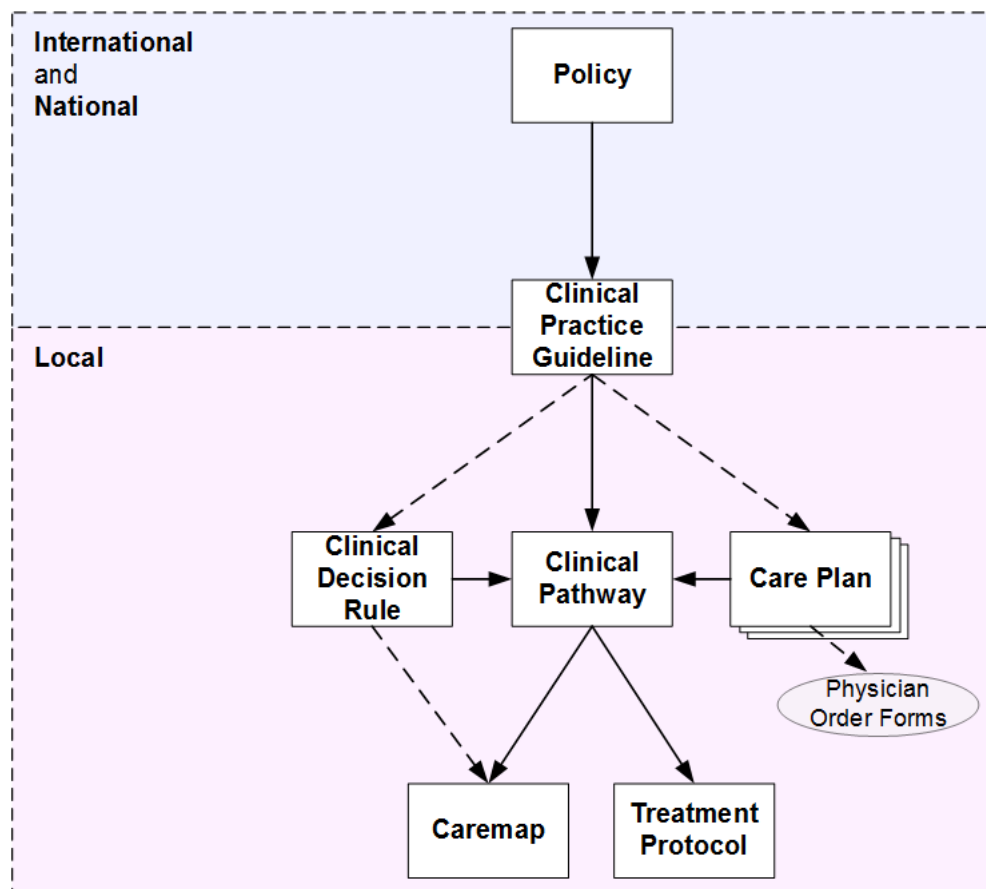 International
and
National
Policy
Clinical
Practice
Guideline
Local
Clinical
Decision
Rule
Clinical
Pathway
Care Plan
Physician
Order Forms
Caremap
Treatment
Protocol